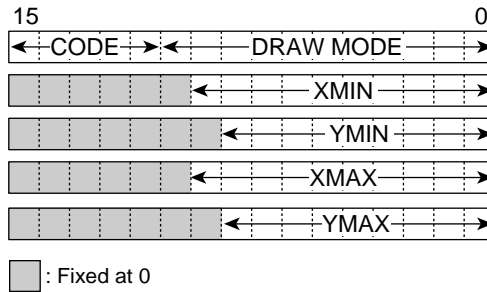 15 0
CODE DRAW MODE
XMIN
YMIN
XMAX
YMAX
: Fixed at 0